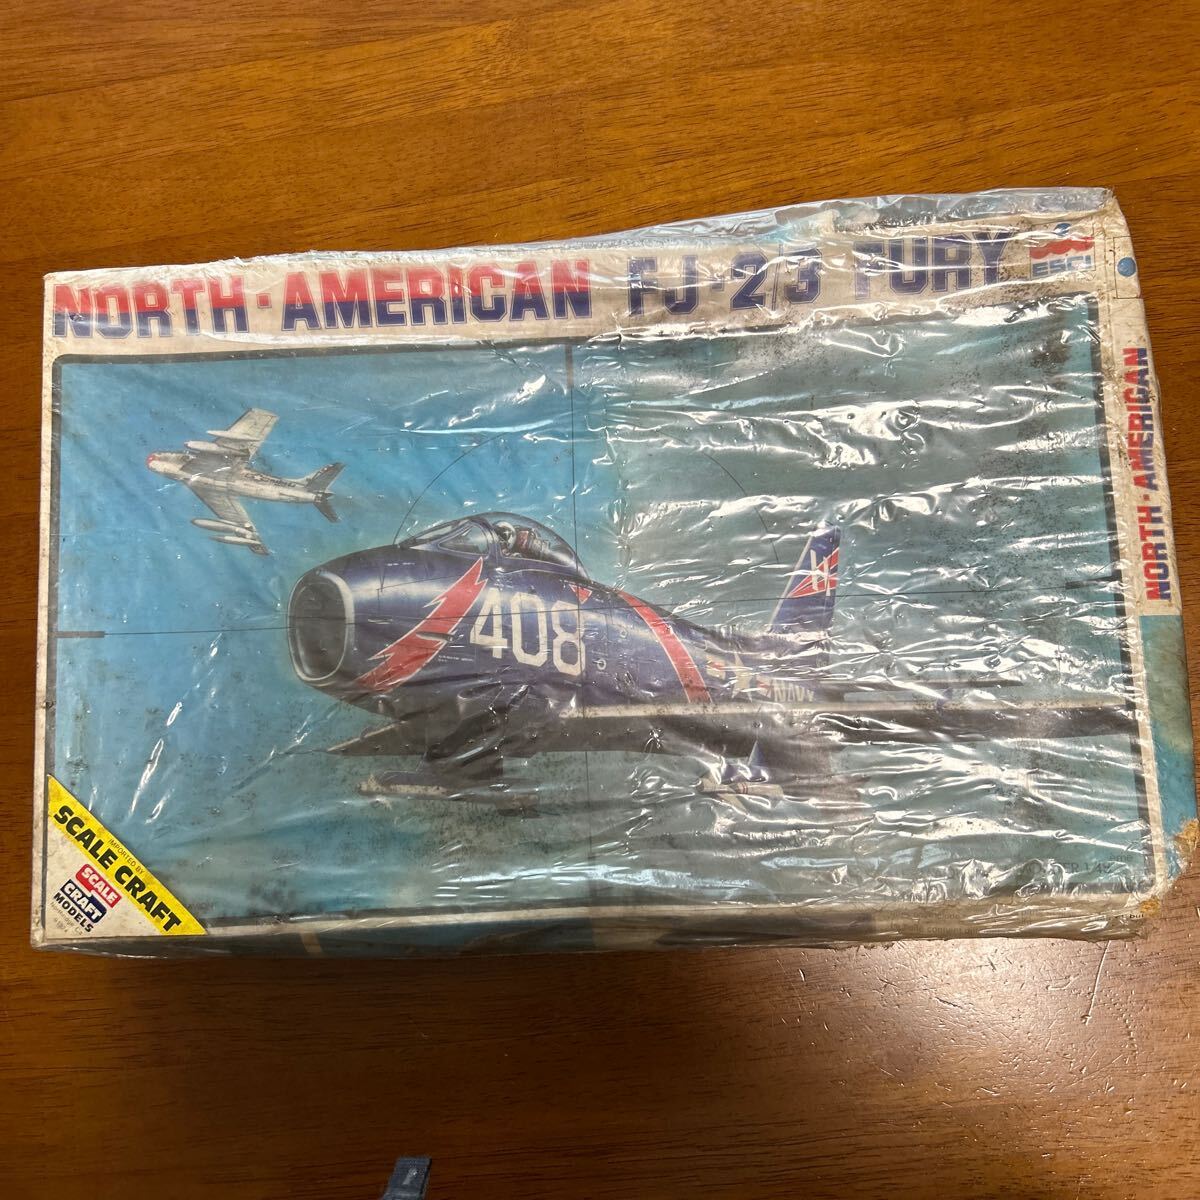 NORTH-AMERICAN FJ-2/3 FURY
ESCI
NORTH-AMERICAN
408
H
NAVY
IMPORTED BY
SCALE CRAFT
SCALE
CRAFT
MODELS